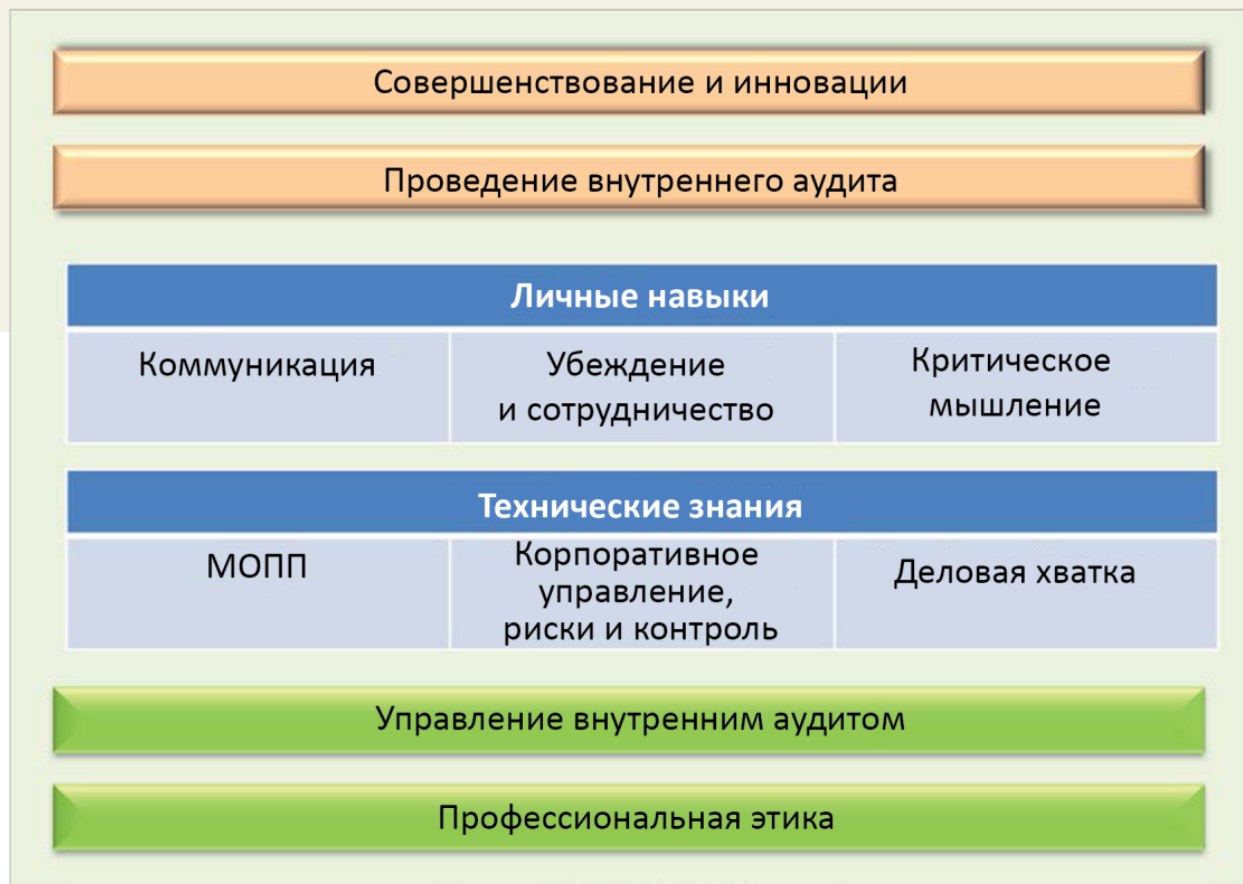 Совершенствование и инновации
Проведение внутреннего аудита
Личные навыки
Коммуникация
Убеждение
и сотрудничество
Критическое
мышление
Технические знания
МОПП
Корпоративное
управление,
риски и контроль
Деловая хватка
Управление внутренним аудитом
Профессиональная этика